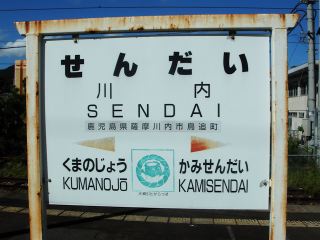 せんだい
川内
SENDAI
鹿児島県薩摩川内市鳥追町
くまのじょう かみせんだい
KUMANOJŌ KAMISENDAI